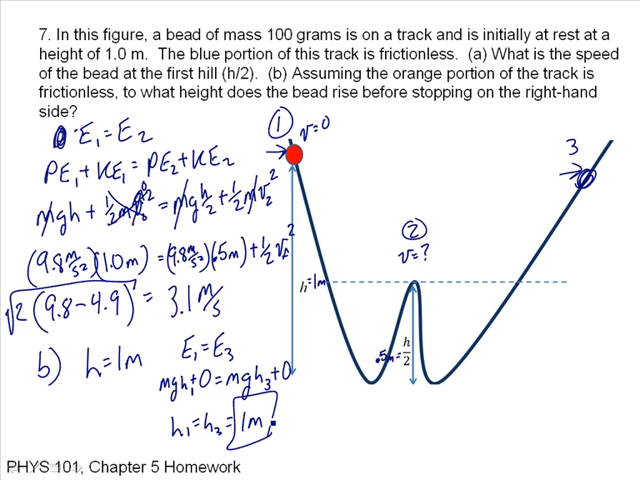 7. In this figure, a bead of mass 100 grams is on a track and is initially at rest at a
height of 1.0 m. The blue portion of this track is frictionless. (a) What is the speed
of the bead at the first hill (h/2). (b) Assuming the orange portion of the track is
frictionless, to what height does the bead rise before stopping on the right-hand
side?
E₁ = E₂
PE₁ + KE₁ = PE₂ + KE₂
mgh + ½mv₁² = mg h/2 + ½mv₂²
(9.8 m/s²)(1.0m) = (9.8 m/s²)(.5m) + ½v₂²
√2(9.8 - 4.9) = 3.1 m/s
b) h = 1m
E₁ = E₃
mgh₁ + 0 = mgh₃ + 0
h₁ = h₃ = 1m
1
v=0
3
2
v=?
h=1m
.5m = h/2
PHYS 101, Chapter 5 Homework